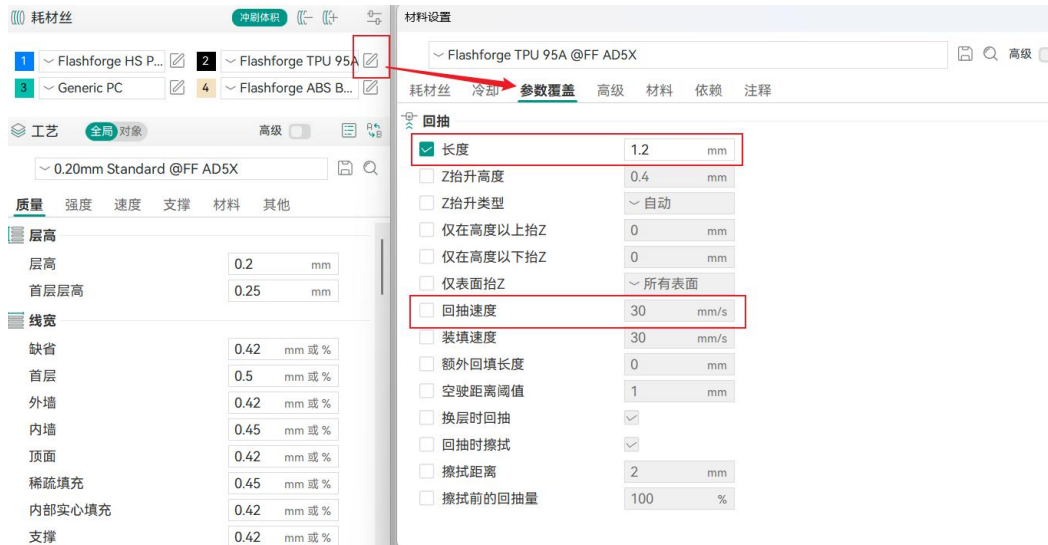 耗材丝
冲刷体积
1 Flashforge HS P...
2 Flashforge TPU 95A
3 Generic PC
4 Flashforge ABS B...
工艺
全局 对象
高级
0.20mm Standard @FF AD5X
质量 强度 速度 支撑 材料 其他
层高
层高 0.2 mm
首层层高 0.25 mm
线宽
缺省 0.42 mm 或 %
首层 0.5 mm 或 %
外墙 0.42 mm 或 %
内墙 0.45 mm 或 %
顶面 0.42 mm 或 %
稀疏填充 0.45 mm 或 %
内部实心填充 0.42 mm 或 %
支撑 0.42 mm 或 %
材料设置
Flashforge TPU 95A @FF AD5X
高级
耗材丝 冷却 参数覆盖 高级 材料 依赖 注释
回抽
长度 1.2 mm
Z抬升高度 0.4 mm
Z抬升类型 自动
仅在高度以上抬Z 0 mm
仅在高度以下抬Z 0 mm
仅表面抬Z 所有表面
回抽速度 30 mm/s
装填速度 30 mm/s
额外回填长度 0 mm
空驶距离阈值 1 mm
换层时回抽
回抽时擦拭
擦拭距离 2 mm
擦拭前的回抽量 100 %